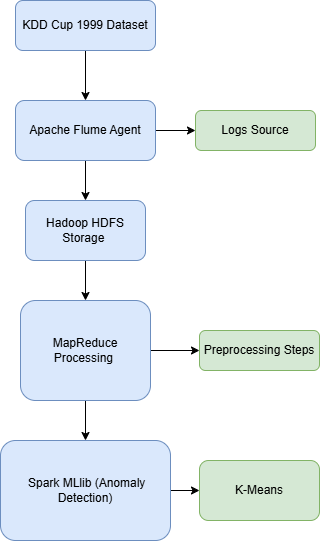 KDD Cup 1999 Dataset
Apache Flume Agent
Logs Source
Hadoop HDFS
Storage
MapReduce
Processing
Preprocessing Steps
Spark MLlib (Anomaly
Detection)
K-Means